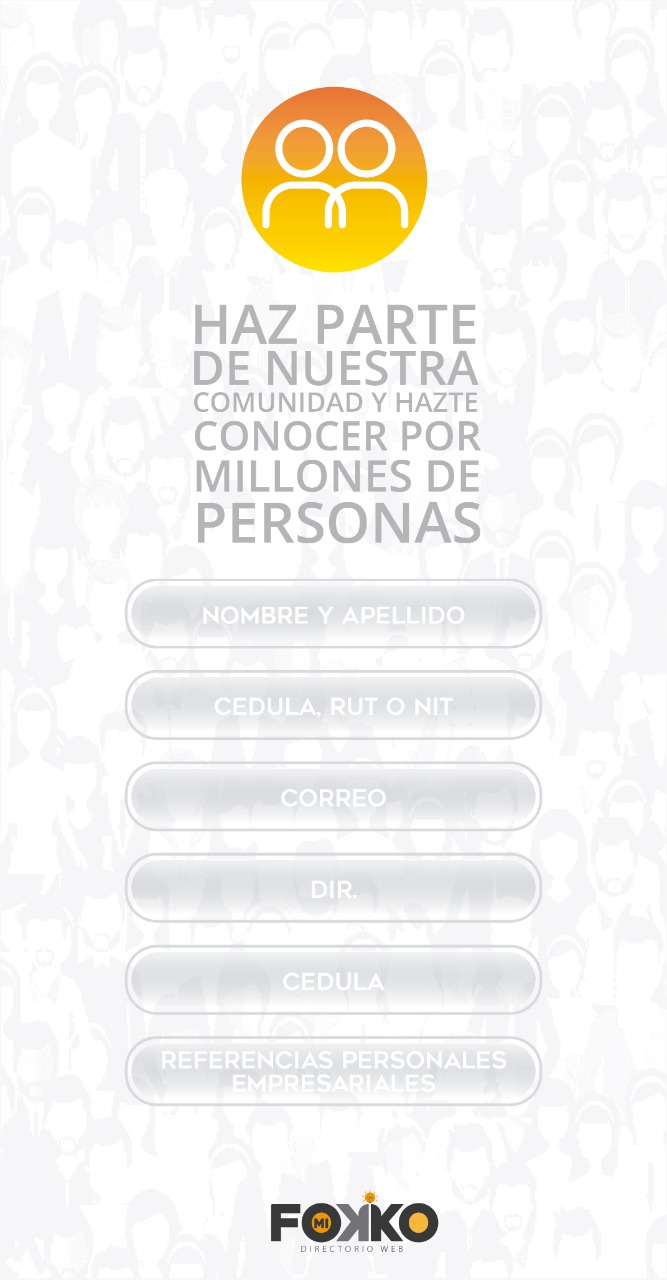 HAZ PARTE
DE NUESTRA
COMUNIDAD Y HAZTE
CONOCER POR
MILLONES DE
PERSONAS
NOMBRE Y APELLIDO
CEDULA, RUT O NIT
CORREO
DIR.
CEDULA
REFERENCIAS PERSONALES
EMPRESARIALES
MI
FOKKO
DIRECTORIO WEB